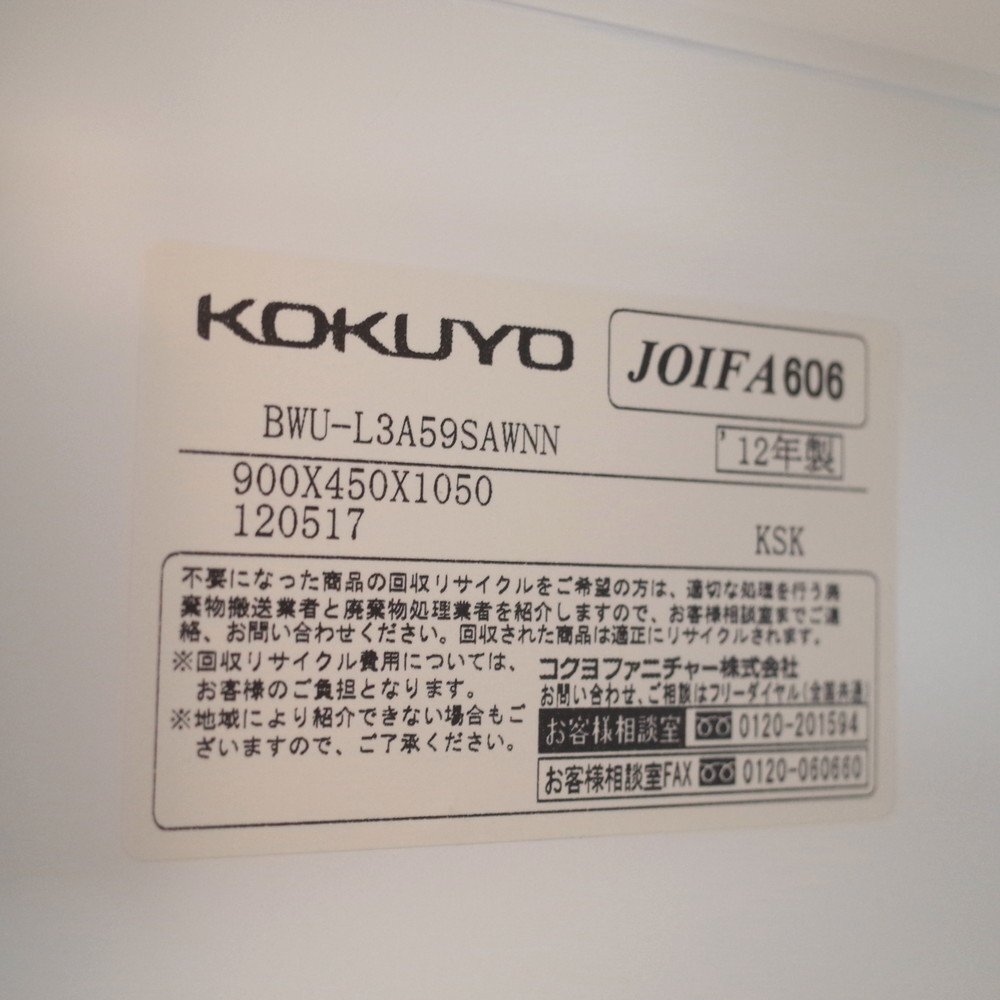 KOKUYO
JOIFA606
BWU-L3A59SAWNN
'12年製
900X450X1050
120517
KSK
不要になった商品の回収リサイクルをご希望の方は、適切な処理を行う廃
棄物搬送業者と廃棄物処理業者を紹介しますので、お客様相談室までご連
絡、お問い合わせください。回収された商品は適正にリサイクルされます。
※回収リサイクル費用については、
お客様のご負担となります。
※地域により紹介できない場合もご
ざいますので、ご了承ください。
コクヨファニチャー株式会社
お問い合わせ、ご相談はフリーダイヤル(全国共通)
お客様相談室 0120-201594
お客様相談室FAX 0120-060660